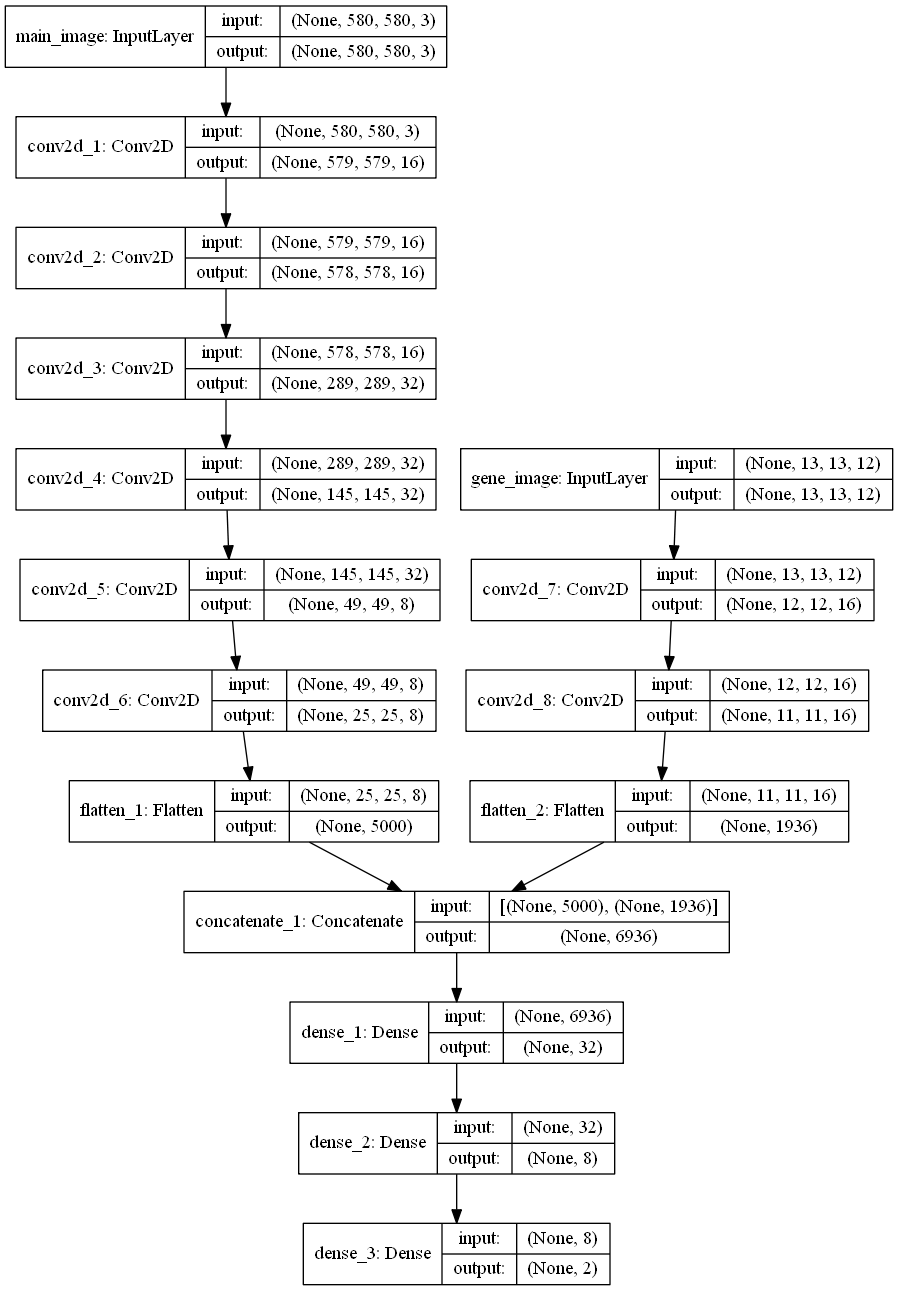 main_image: InputLayer
input: (None, 580, 580, 3)
output: (None, 580, 580, 3)
conv2d_1: Conv2D
input: (None, 580, 580, 3)
output: (None, 579, 579, 16)
conv2d_2: Conv2D
input: (None, 579, 579, 16)
output: (None, 578, 578, 16)
conv2d_3: Conv2D
input: (None, 578, 578, 16)
output: (None, 289, 289, 32)
conv2d_4: Conv2D
input: (None, 289, 289, 32)
output: (None, 145, 145, 32)
gene_image: InputLayer
input: (None, 13, 13, 12)
output: (None, 13, 13, 12)
conv2d_5: Conv2D
input: (None, 145, 145, 32)
output: (None, 49, 49, 8)
conv2d_7: Conv2D
input: (None, 13, 13, 12)
output: (None, 12, 12, 16)
conv2d_6: Conv2D
input: (None, 49, 49, 8)
output: (None, 25, 25, 8)
conv2d_8: Conv2D
input: (None, 12, 12, 16)
output: (None, 11, 11, 16)
flatten_1: Flatten
input: (None, 25, 25, 8)
output: (None, 5000)
flatten_2: Flatten
input: (None, 11, 11, 16)
output: (None, 1936)
concatenate_1: Concatenate
input: [(None, 5000), (None, 1936)]
output: (None, 6936)
dense_1: Dense
input: (None, 6936)
output: (None, 32)
dense_2: Dense
input: (None, 32)
output: (None, 8)
dense_3: Dense
input: (None, 8)
output: (None, 2)